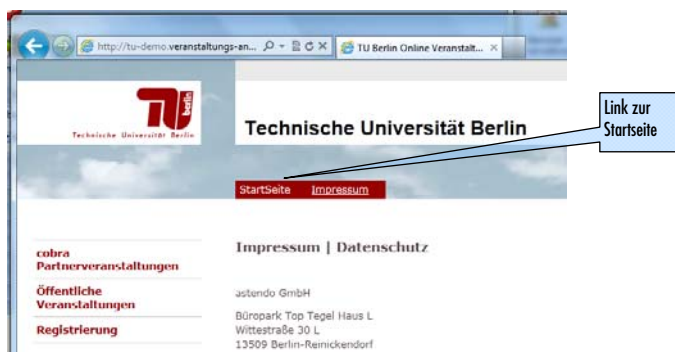 http://tu-demo.veranstaltungs-an...
TU Berlin Online Veranstalt...
berlin
Technische Universität Berlin
Technische Universität Berlin
Link zur
Startseite
StartSeite Impressum
cobra
Partnerveranstaltungen
Öffentliche
Veranstaltungen
Registrierung
Impressum | Datenschutz
astendo GmbH
Büropark Top Tegel Haus L
Wittestraße 30 L
13509 Berlin-Reinickendorf